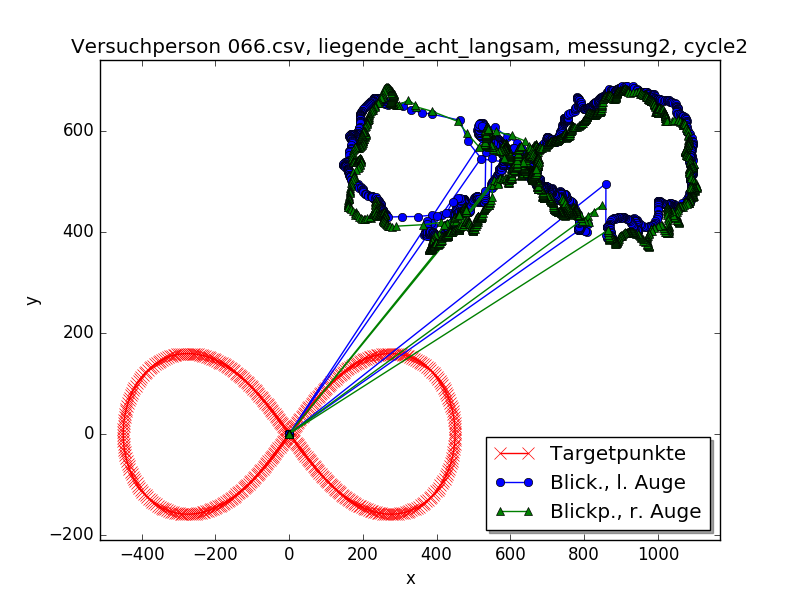 Versuchperson 066.csv, liegende_acht_langsam, messung2, cycle2
y
600
400
200
0
−200
−400
−200
0
200
400
600
800
1000
x
Targetpunkte
Blick., l. Auge
Blickp., r. Auge